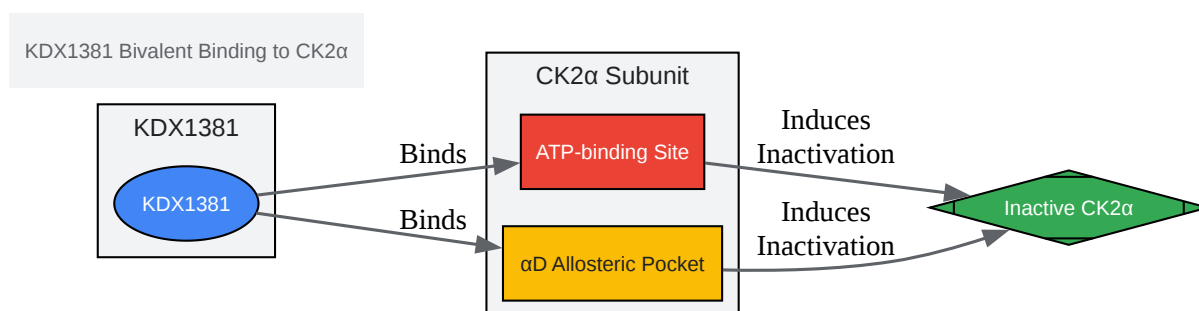 KDX1381 Bivalent Binding to CK2α
KDX1381
KDX1381
Binds
Binds
CK2α Subunit
ATP-binding Site
αD Allosteric Pocket
Induces
Inactivation
Induces
Inactivation
Inactive CK2α